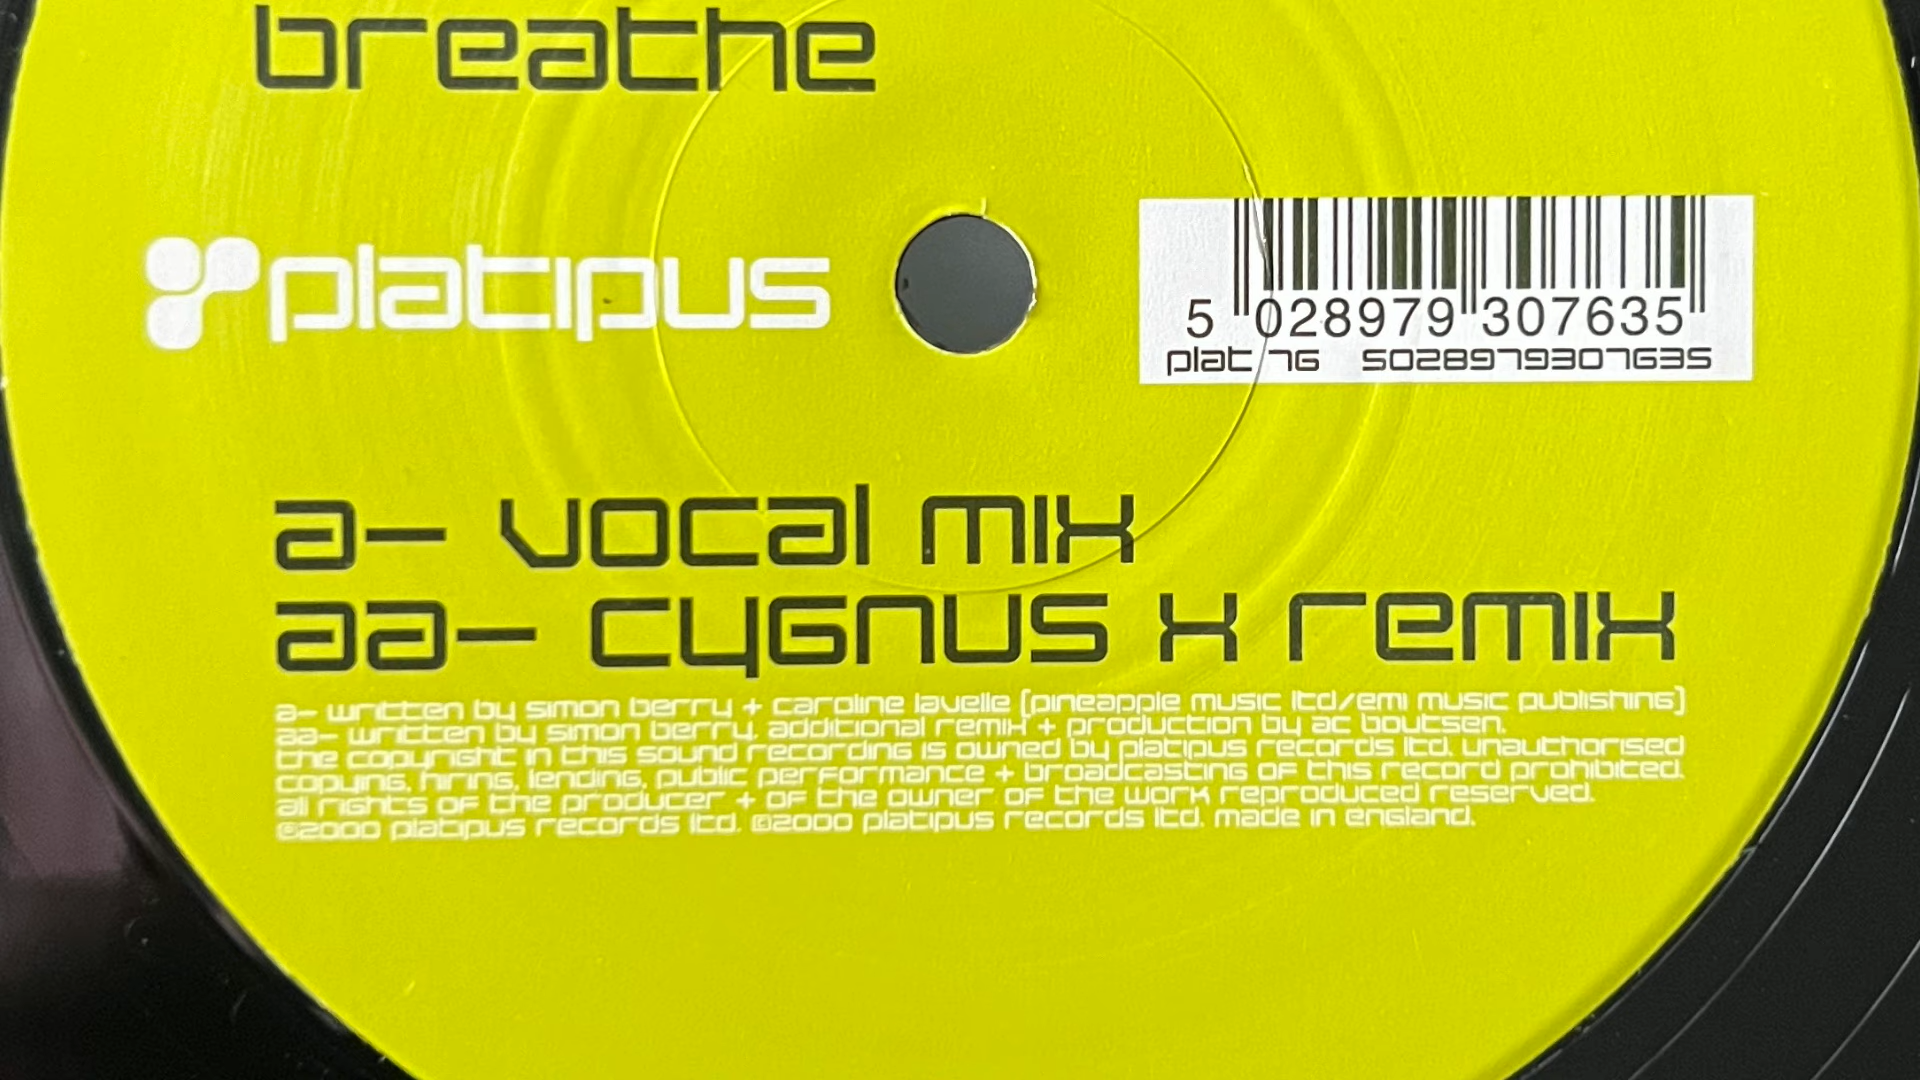 breathe
platipus
5 028979 307635
plat 76 5028979307635
a- vocal mix
aa- cygnus x remix
a- written by simon berry + caroline lavelle (pineapple music ltd/emi music publishing)
aa- written by simon berry. additional remix + production by ac boutsen.
the copyright in this sound recording is owned by platipus records ltd. unauthorised
copying, hiring, lending, public performance + broadcasting of this record prohibited.
all rights of the producer + of the owner of the work reproduced reserved.
©2000 platipus records ltd. ℗2000 platipus records ltd. made in england.